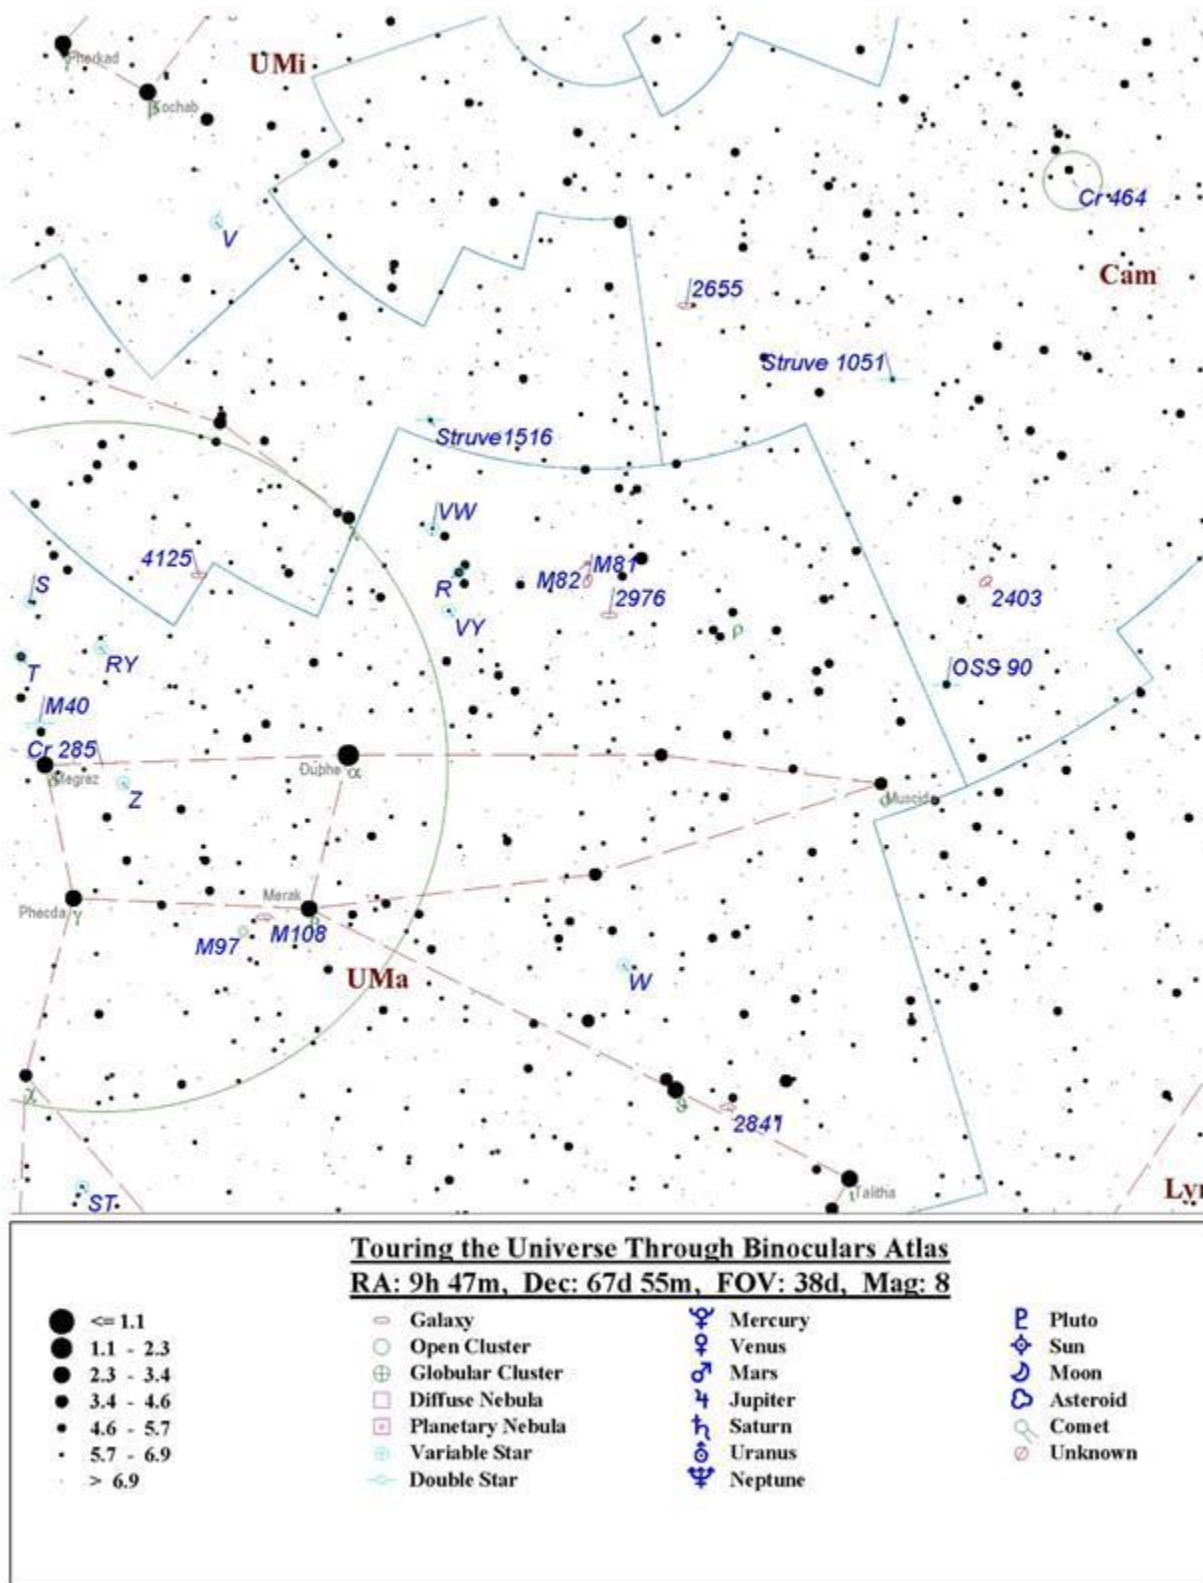 Pherkad
γ
UMi
Kochab
β
Cr 464
V
Cam
2655
Struve 1051
Struve1516
VW
λ
4125
M81
M82
R
2976
2403
S
VY
ρ
RY
T
OSS 90
M40
Cr 285
Megrez
δ
Dubhe
α
Z
Muscida
ο
Merak
β
Phecda
γ
M108
M97
UMa
W
χ
θ
2841
Talitha
ι
ST
Lyn
Touring the Universe Through Binoculars Atlas
RA: 9h 47m, Dec: 67d 55m, FOV: 38d, Mag: 8
<= 1.1
1.1 - 2.3
2.3 - 3.4
3.4 - 4.6
4.6 - 5.7
5.7 - 6.9
> 6.9
Galaxy
Open Cluster
Globular Cluster
Diffuse Nebula
Planetary Nebula
Variable Star
Double Star
Mercury
Venus
Mars
Jupiter
Saturn
Uranus
Neptune
Pluto
Sun
Moon
Asteroid
Comet
Unknown